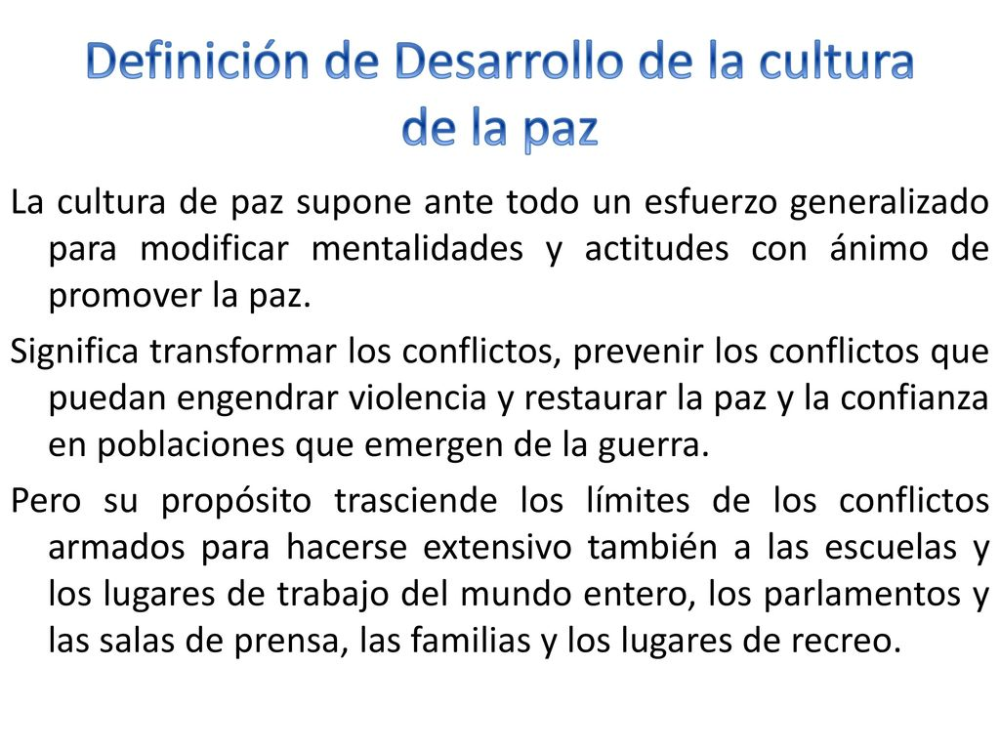 Definición de Desarrollo de la cultura
de la paz
La cultura de paz supone ante todo un esfuerzo generalizado
para modificar mentalidades y actitudes con ánimo de
promover la paz.
Significa transformar los conflictos, prevenir los conflictos que
puedan engendrar violencia y restaurar la paz y la confianza
en poblaciones que emergen de la guerra.
Pero su propósito trasciende los límites de los conflictos
armados para hacerse extensivo también a las escuelas y
los lugares de trabajo del mundo entero, los parlamentos y
las salas de prensa, las familias y los lugares de recreo.